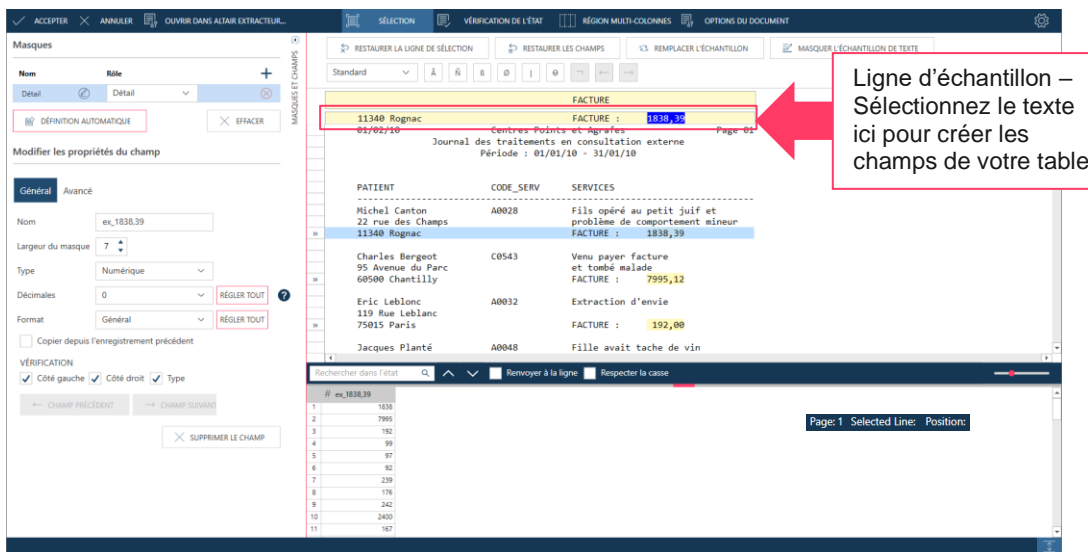 ACCEPTER ANNULER OUVRIR DANS ALTAIR EXTRACTEUR... SÉLECTION VÉRIFICATION DE L'ÉTAT RÉGION MULTI-COLONNES OPTIONS DU DOCUMENT
Masques
Nom Rôle
Détail Détail
DÉFINITION AUTOMATIQUE EFFACER
Modifier les propriétés du champ
Général Avancé
Nom ex_1838,39
Largeur du masque 7
Type Numérique
Décimales 0 RÉGLER TOUT ?
Format Général RÉGLER TOUT
Copier depuis l'enregistrement précédent
VÉRIFICATION
Côté gauche Côté droit Type
← CHAMP PRÉCÉDENT → CHAMP SUIVANT
SUPPRIMER LE CHAMP
MASQUES ET CHAMPS
RESTAURER LA LIGNE DE SÉLECTION RESTAURER LES CHAMPS REMPLACER L'ÉCHANTILLON MASQUER L'ÉCHANTILLON DE TEXTE
Standard Ä Ñ ß Ø | ¬ ← →
FACTURE
11340 Rognac FACTURE : 1838,39
01/02/10 Centres Points et Agrafes Page 01
Journal des traitements en consultation externe
Période : 01/01/10 - 31/01/10
PATIENT CODE_SERV SERVICES
Michel Canton A0028 Fils opéré au petit juif et
22 rue des Champs problème de comportement mineur
» 11340 Rognac FACTURE : 1838,39
Charles Bergeot C0543 Venu payer facture
95 Avenue du Parc et tombé malade
» 60500 Chantilly FACTURE : 7995,12
Eric Leblonc A0032 Extraction d'envie
119 Rue Leblanc
» 75015 Paris FACTURE : 192,00
Jacques Planté A0048 Fille avait tache de vin
Rechercher dans l'état Renvoyer à la ligne Respecter la casse
# ex_1838,39
1 1838
2 7995
3 192
4 99
5 97
6 92
7 239
8 176
9 242
10 2400
11 167
Page: 1 Selected Line: Position:
Ligne d'échantillon –
Sélectionnez le texte
ici pour créer les
champs de votre table